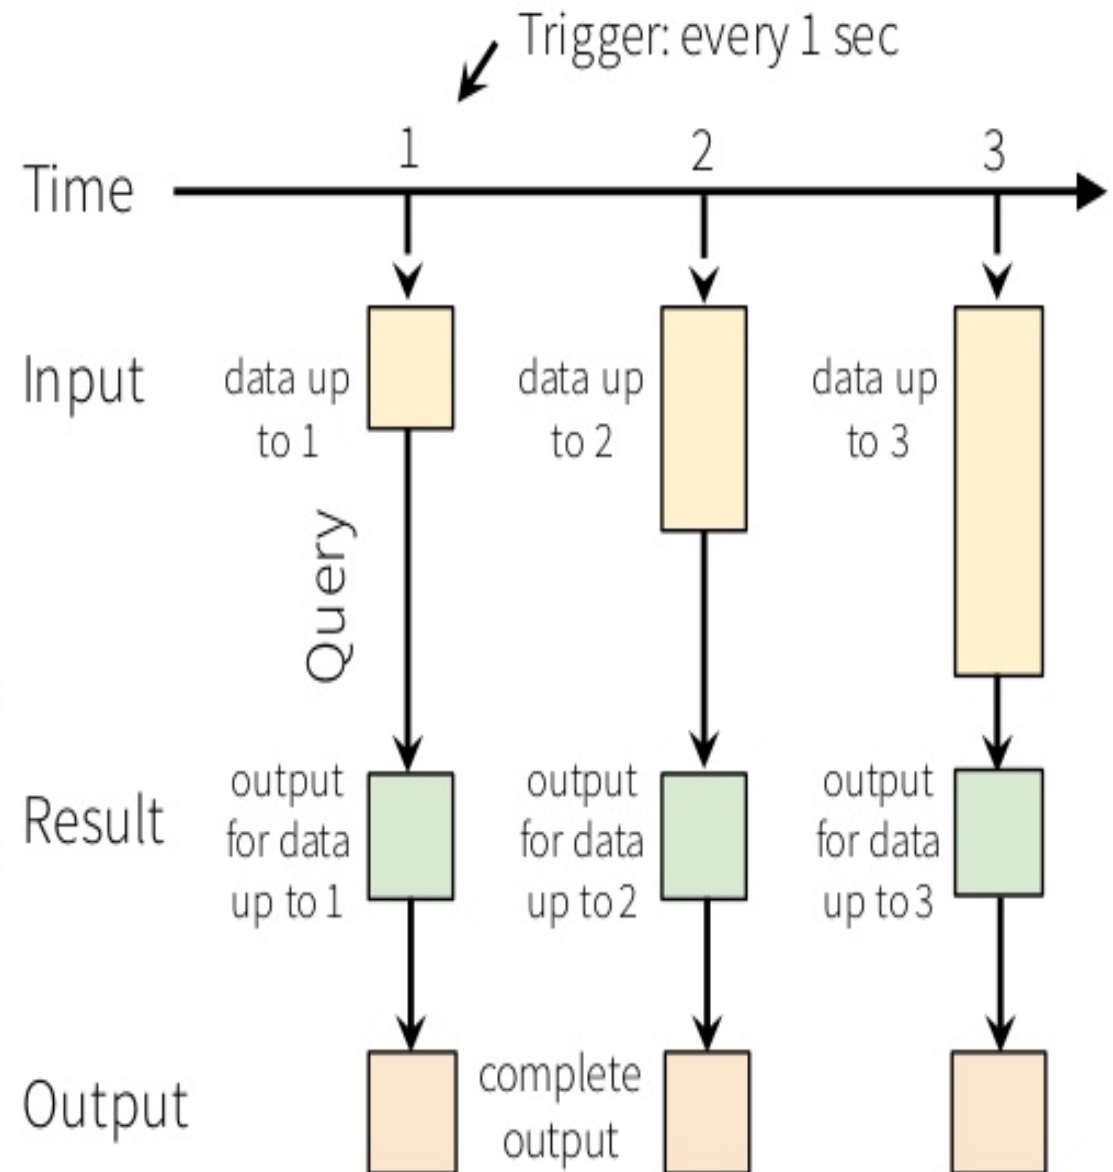 Trigger: every 1 sec
1 2 3
Time
Input
data up
to 1
data up
to 2
data up
to 3
Query
Result
output
for data
up to 1
output
for data
up to 2
output
for data
up to 3
Output
complete
output